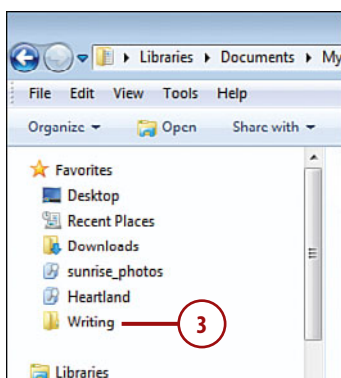 Libraries ▸ Documents ▸ My
File Edit View Tools Help
Organize Open Share with
Favorites
Desktop
Recent Places
Downloads
sunrise_photos
Heartland
Writing 3
Libraries